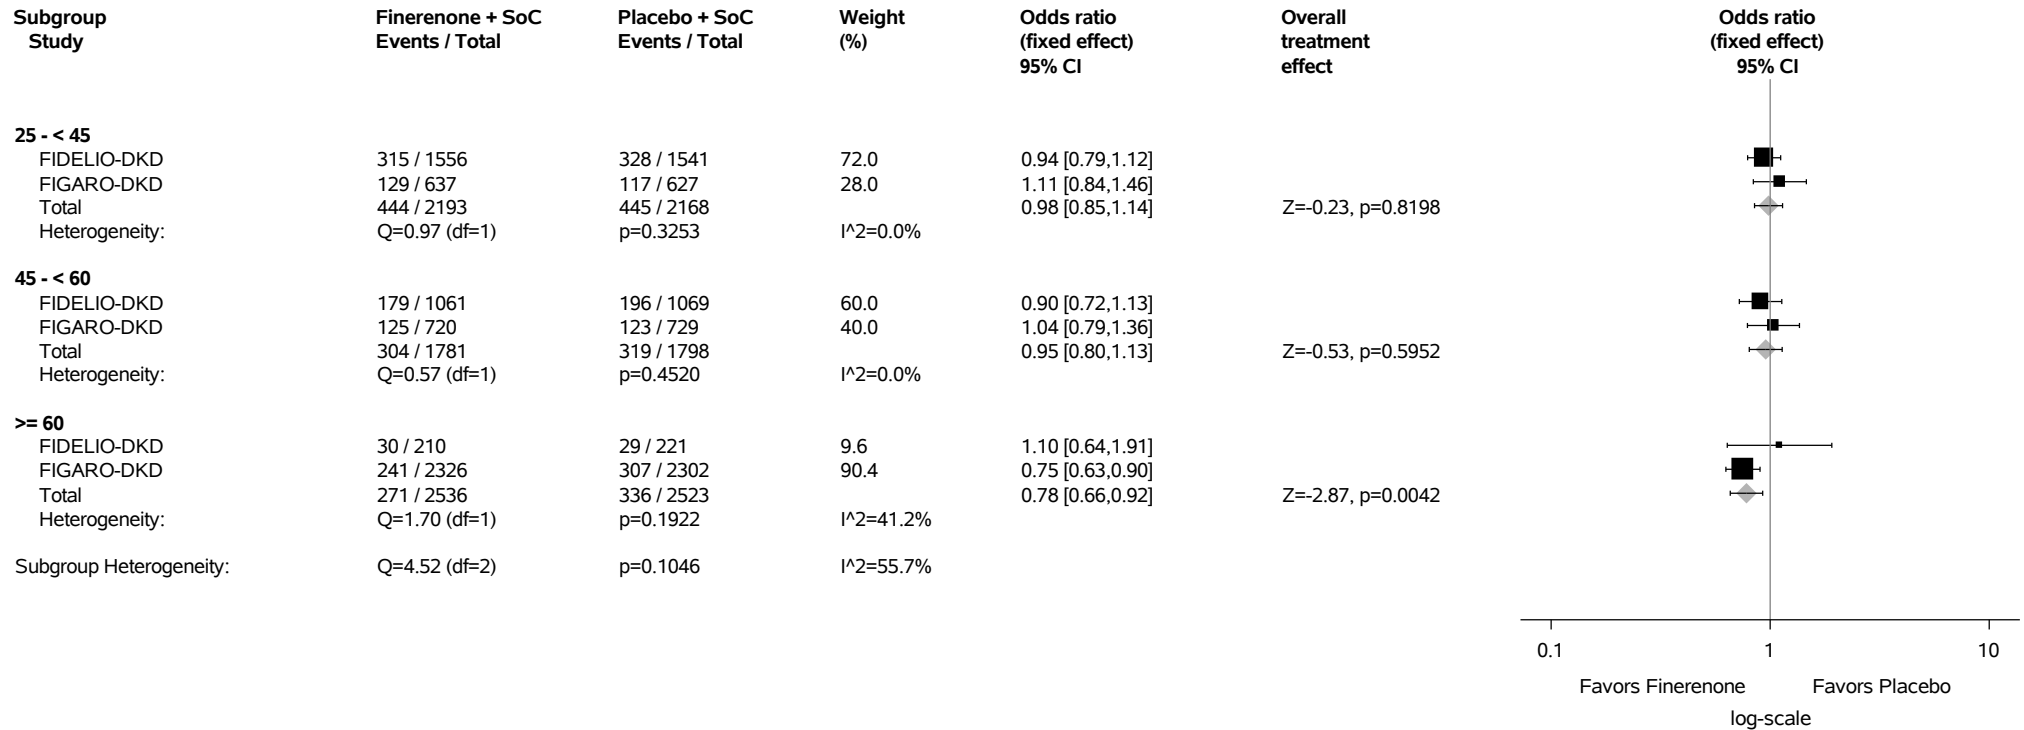 Subgroup Finerenone + SoC Placebo + SoC Weight Odds ratio Overall Odds ratio
Study Events / Total Events / Total (%) (fixed effect) treatment (fixed effect)
95% CI effect 95% CI
25 - < 45
FIDELIO-DKD 315 / 1556 328 / 1541 72.0 0.94 [0.79,1.12]
FIGARO-DKD 129 / 637 117 / 627 28.0 1.11 [0.84,1.46]
Total 444 / 2193 445 / 2168 0.98 [0.85,1.14] Z=-0.23, p=0.8198
Heterogeneity: Q=0.97 (df=1) p=0.3253 I^2=0.0%
45 - < 60
FIDELIO-DKD 179 / 1061 196 / 1069 60.0 0.90 [0.72,1.13]
FIGARO-DKD 125 / 720 123 / 729 40.0 1.04 [0.79,1.36]
Total 304 / 1781 319 / 1798 0.95 [0.80,1.13] Z=-0.53, p=0.5952
Heterogeneity: Q=0.57 (df=1) p=0.4520 I^2=0.0%
>= 60
FIDELIO-DKD 30 / 210 29 / 221 9.6 1.10 [0.64,1.91]
FIGARO-DKD 241 / 2326 307 / 2302 90.4 0.75 [0.63,0.90]
Total 271 / 2536 336 / 2523 0.78 [0.66,0.92] Z=-2.87, p=0.0042
Heterogeneity: Q=1.70 (df=1) p=0.1922 I^2=41.2%
Subgroup Heterogeneity: Q=4.52 (df=2) p=0.1046 I^2=55.7%
0.1 1 10
Favors Finerenone Favors Placebo
log-scale